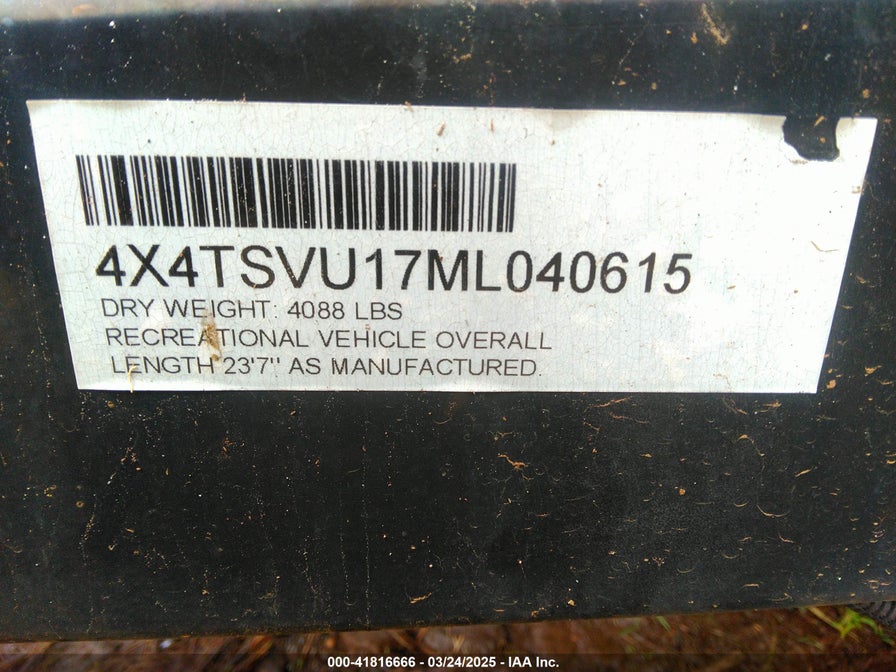 4X4TSVU17ML040615
DRY WEIGHT: 4088 LBS
RECREATIONAL VEHICLE OVERALL
LENGTH 23'7" AS MANUFACTURED.
000-41816666 - 03/24/2025 - IAA Inc.